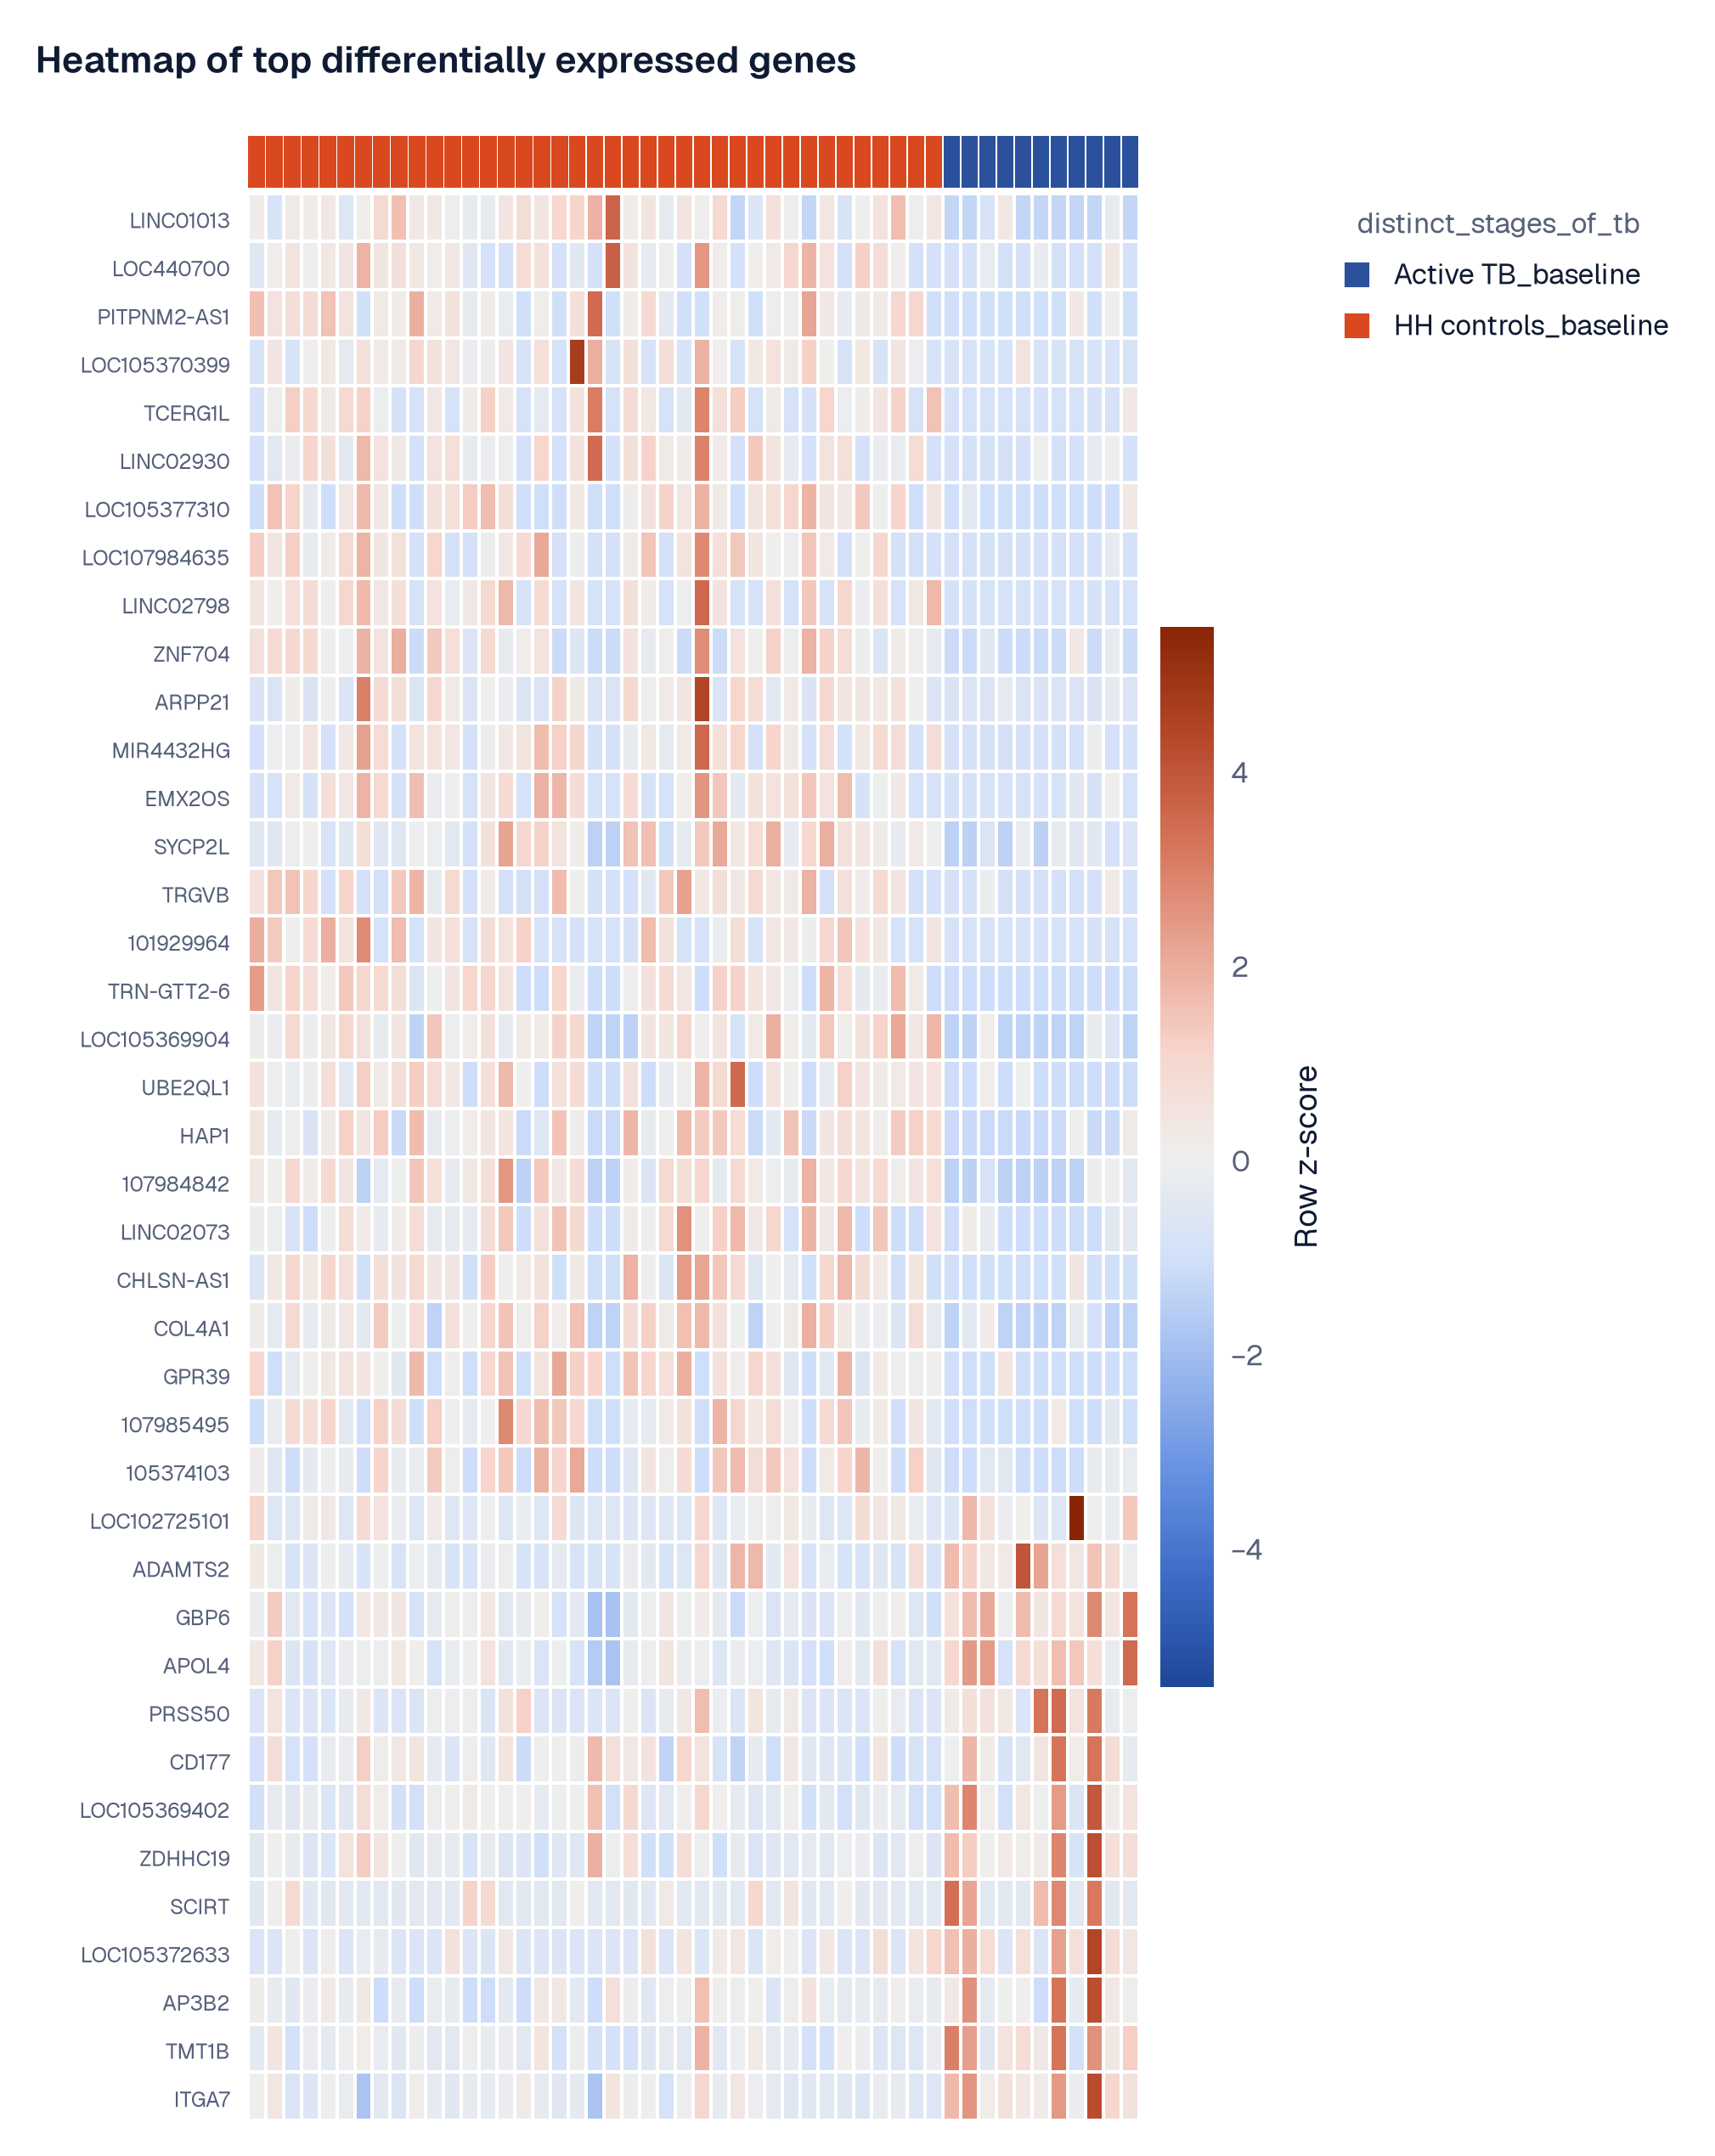 Heatmap of top differentially expressed genes
distinct_stages_of_tb
Active TB_baseline
HH controls_baseline
LINC01013
LOC440700
PITPNM2-AS1
LOC105370399
TCERG1L
LINC02930
LOC105377310
LOC107984635
LINC02798
ZNF704
ARPP21
MIR4432HG
EMX2OS
SYCP2L
TRGVB
101929964
TRN-GTT2-6
LOC105369904
UBE2QL1
HAP1
107984842
LINC02073
CHLSN-AS1
COL4A1
GPR39
107985495
105374103
LOC102725101
ADAMTS2
GBP6
APOL4
PRSS50
CD177
LOC105369402
ZDHHC19
SCIRT
LOC105372633
AP3B2
TMT1B
ITGA7
4
2
0
−2
−4
Row z-score